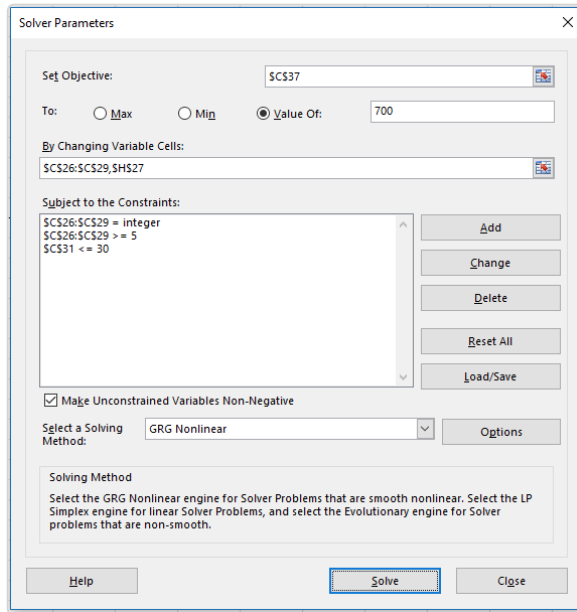 Solver Parameters
Set Objective:
$C$37
To:
Max
Min
Value Of:
700
By Changing Variable Cells:
$C$26:$C$29,$H$27
Subject to the Constraints:
$C$26:$C$29 = integer
$C$26:$C$29 >= 5
$C$31 <= 30
Add
Change
Delete
Reset All
Load/Save
Make Unconstrained Variables Non-Negative
Select a Solving
Method:
GRG Nonlinear
Options
Solving Method
Select the GRG Nonlinear engine for Solver Problems that are smooth nonlinear. Select the LP
Simplex engine for linear Solver Problems, and select the Evolutionary engine for Solver
problems that are non-smooth.
Help
Solve
Close